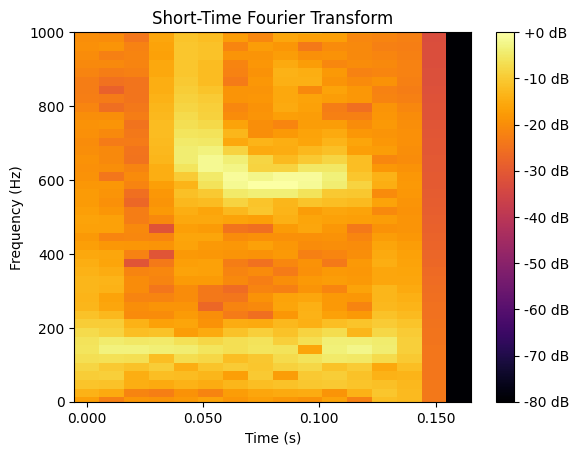 Short-Time Fourier Transform
1000
800
600
400
200
0
Frequency (Hz)
0.000
0.050
0.100
0.150
Time (s)
+0 dB
-10 dB
-20 dB
-30 dB
-40 dB
-50 dB
-60 dB
-70 dB
-80 dB